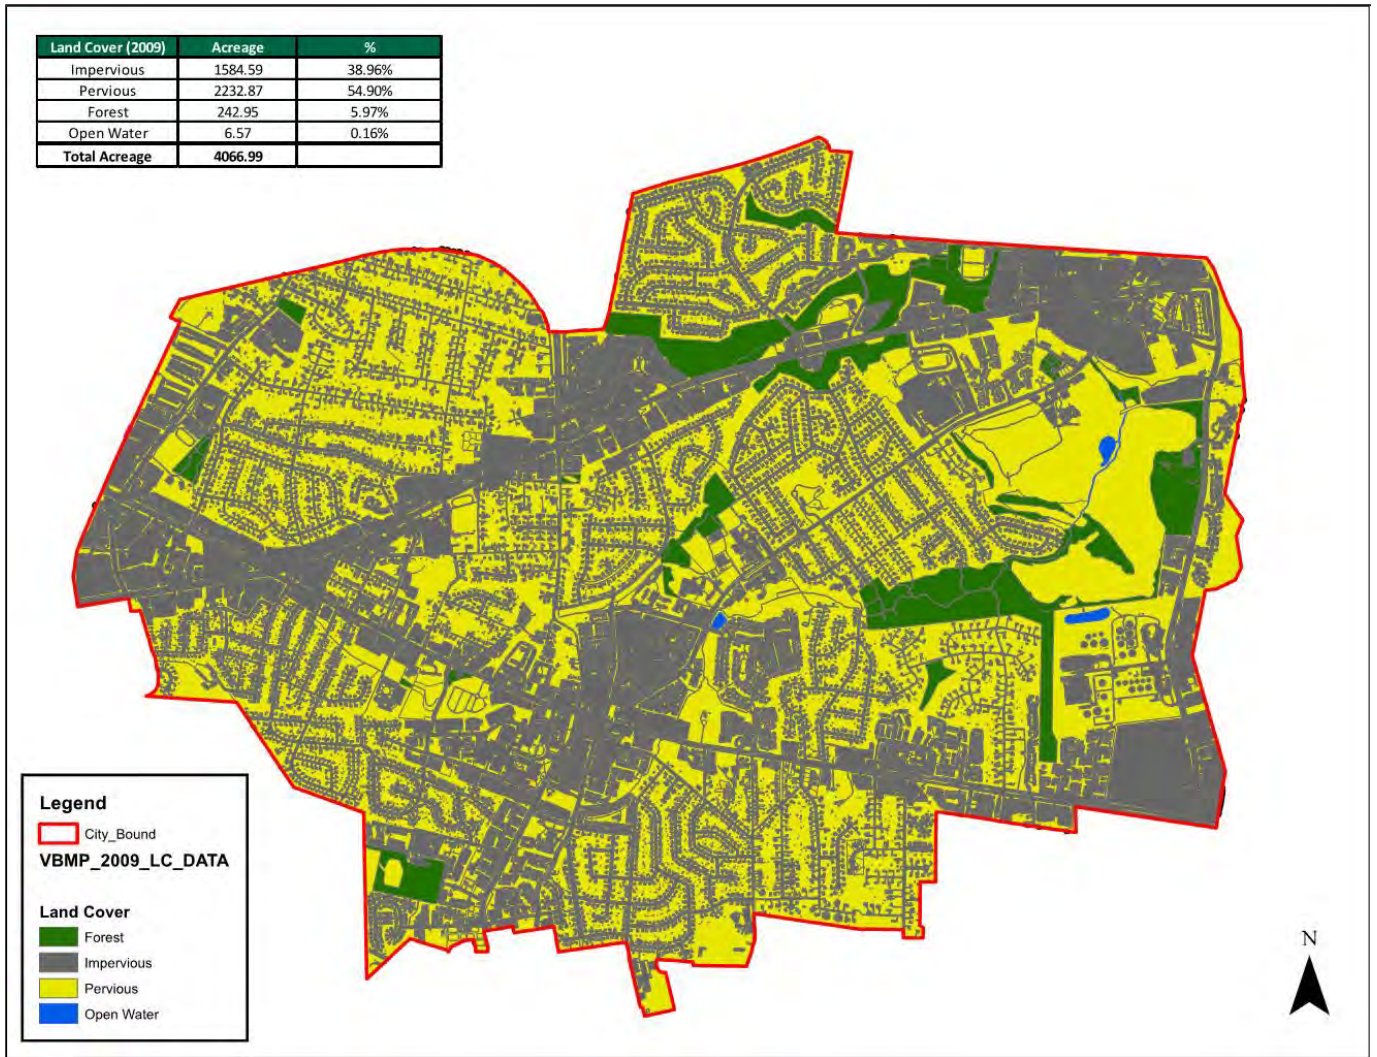 Land Cover (2009) Acreage %
Impervious 1584.59 38.96%
Pervious 2232.87 54.90%
Forest 242.95 5.97%
Open Water 6.57 0.16%
Total Acreage 4066.99
Legend
City_Bound
VBMP_2009_LC_DATA
Land Cover
Forest
Impervious
Pervious
Open Water
N